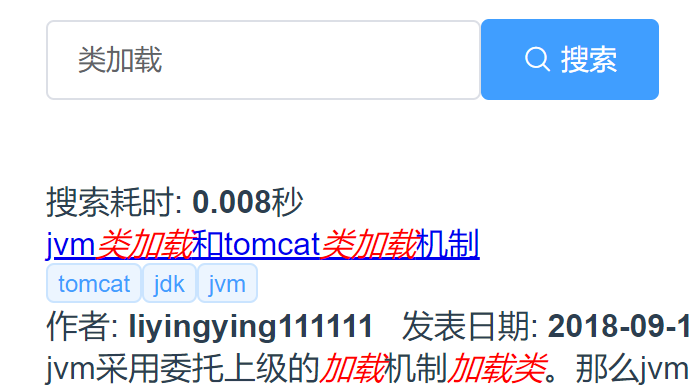 类加载
搜索
搜索耗时: 0.008秒
jvm类加载和tomcat类加载机制
tomcat jdk jvm
作者: liyingying111111 发表日期: 2018-09-1
jvm采用委托上级的加载机制加载类。那么jvm